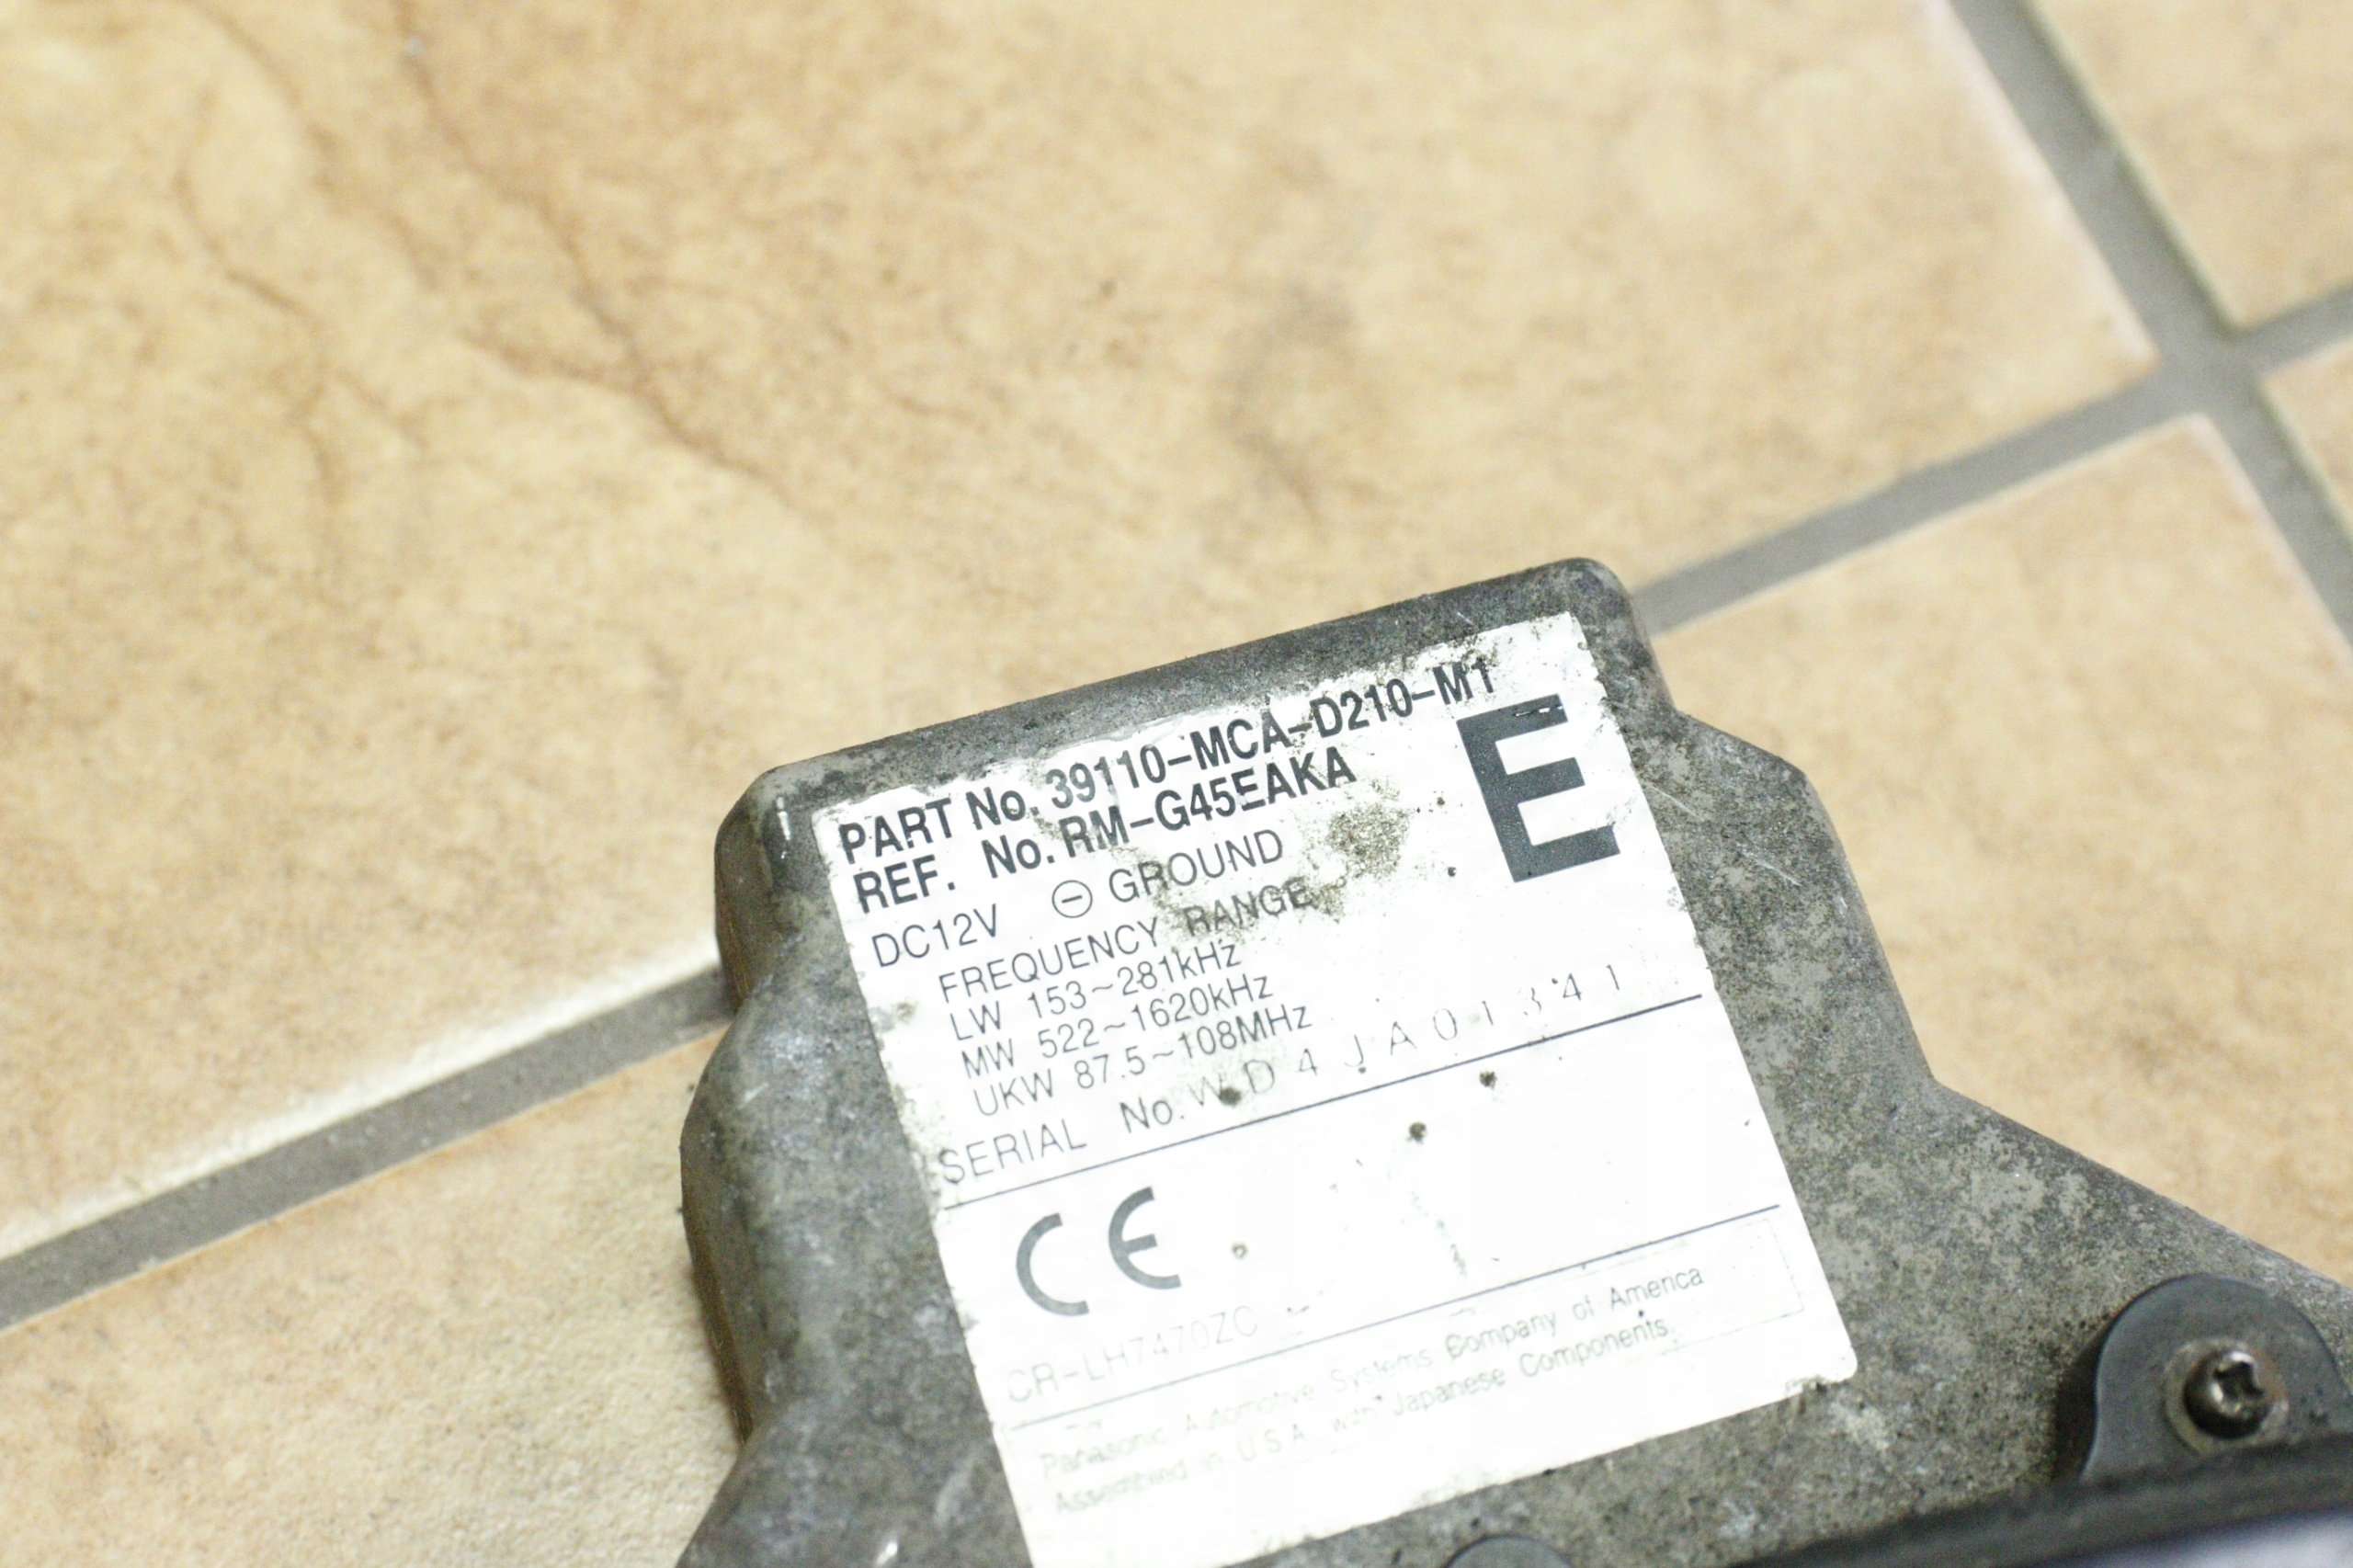 PART No. 39110-MCA-D210-M1
REF. No. RM-G45EAKA
E
DC12V ⊖ GROUND
FREQUENCY RANGE
LW 153~281kHz
MW 522~1620kHz
UKW 87.5~108MHz
SERIAL No. WD4JA01341
CE
CR-LH7470ZC
Panasonic Automotive Systems Company of America
Assembled in U.S.A. with Japanese Components.